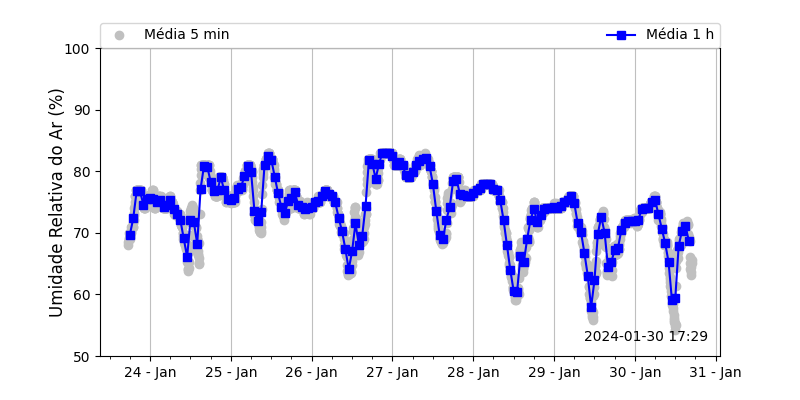 Média 5 min
Média 1 h
Umidade Relativa do Ar (%)
100
90
80
70
60
50
2024-01-30 17:29
24 - Jan
25 - Jan
26 - Jan
27 - Jan
28 - Jan
29 - Jan
30 - Jan
31 - Jan